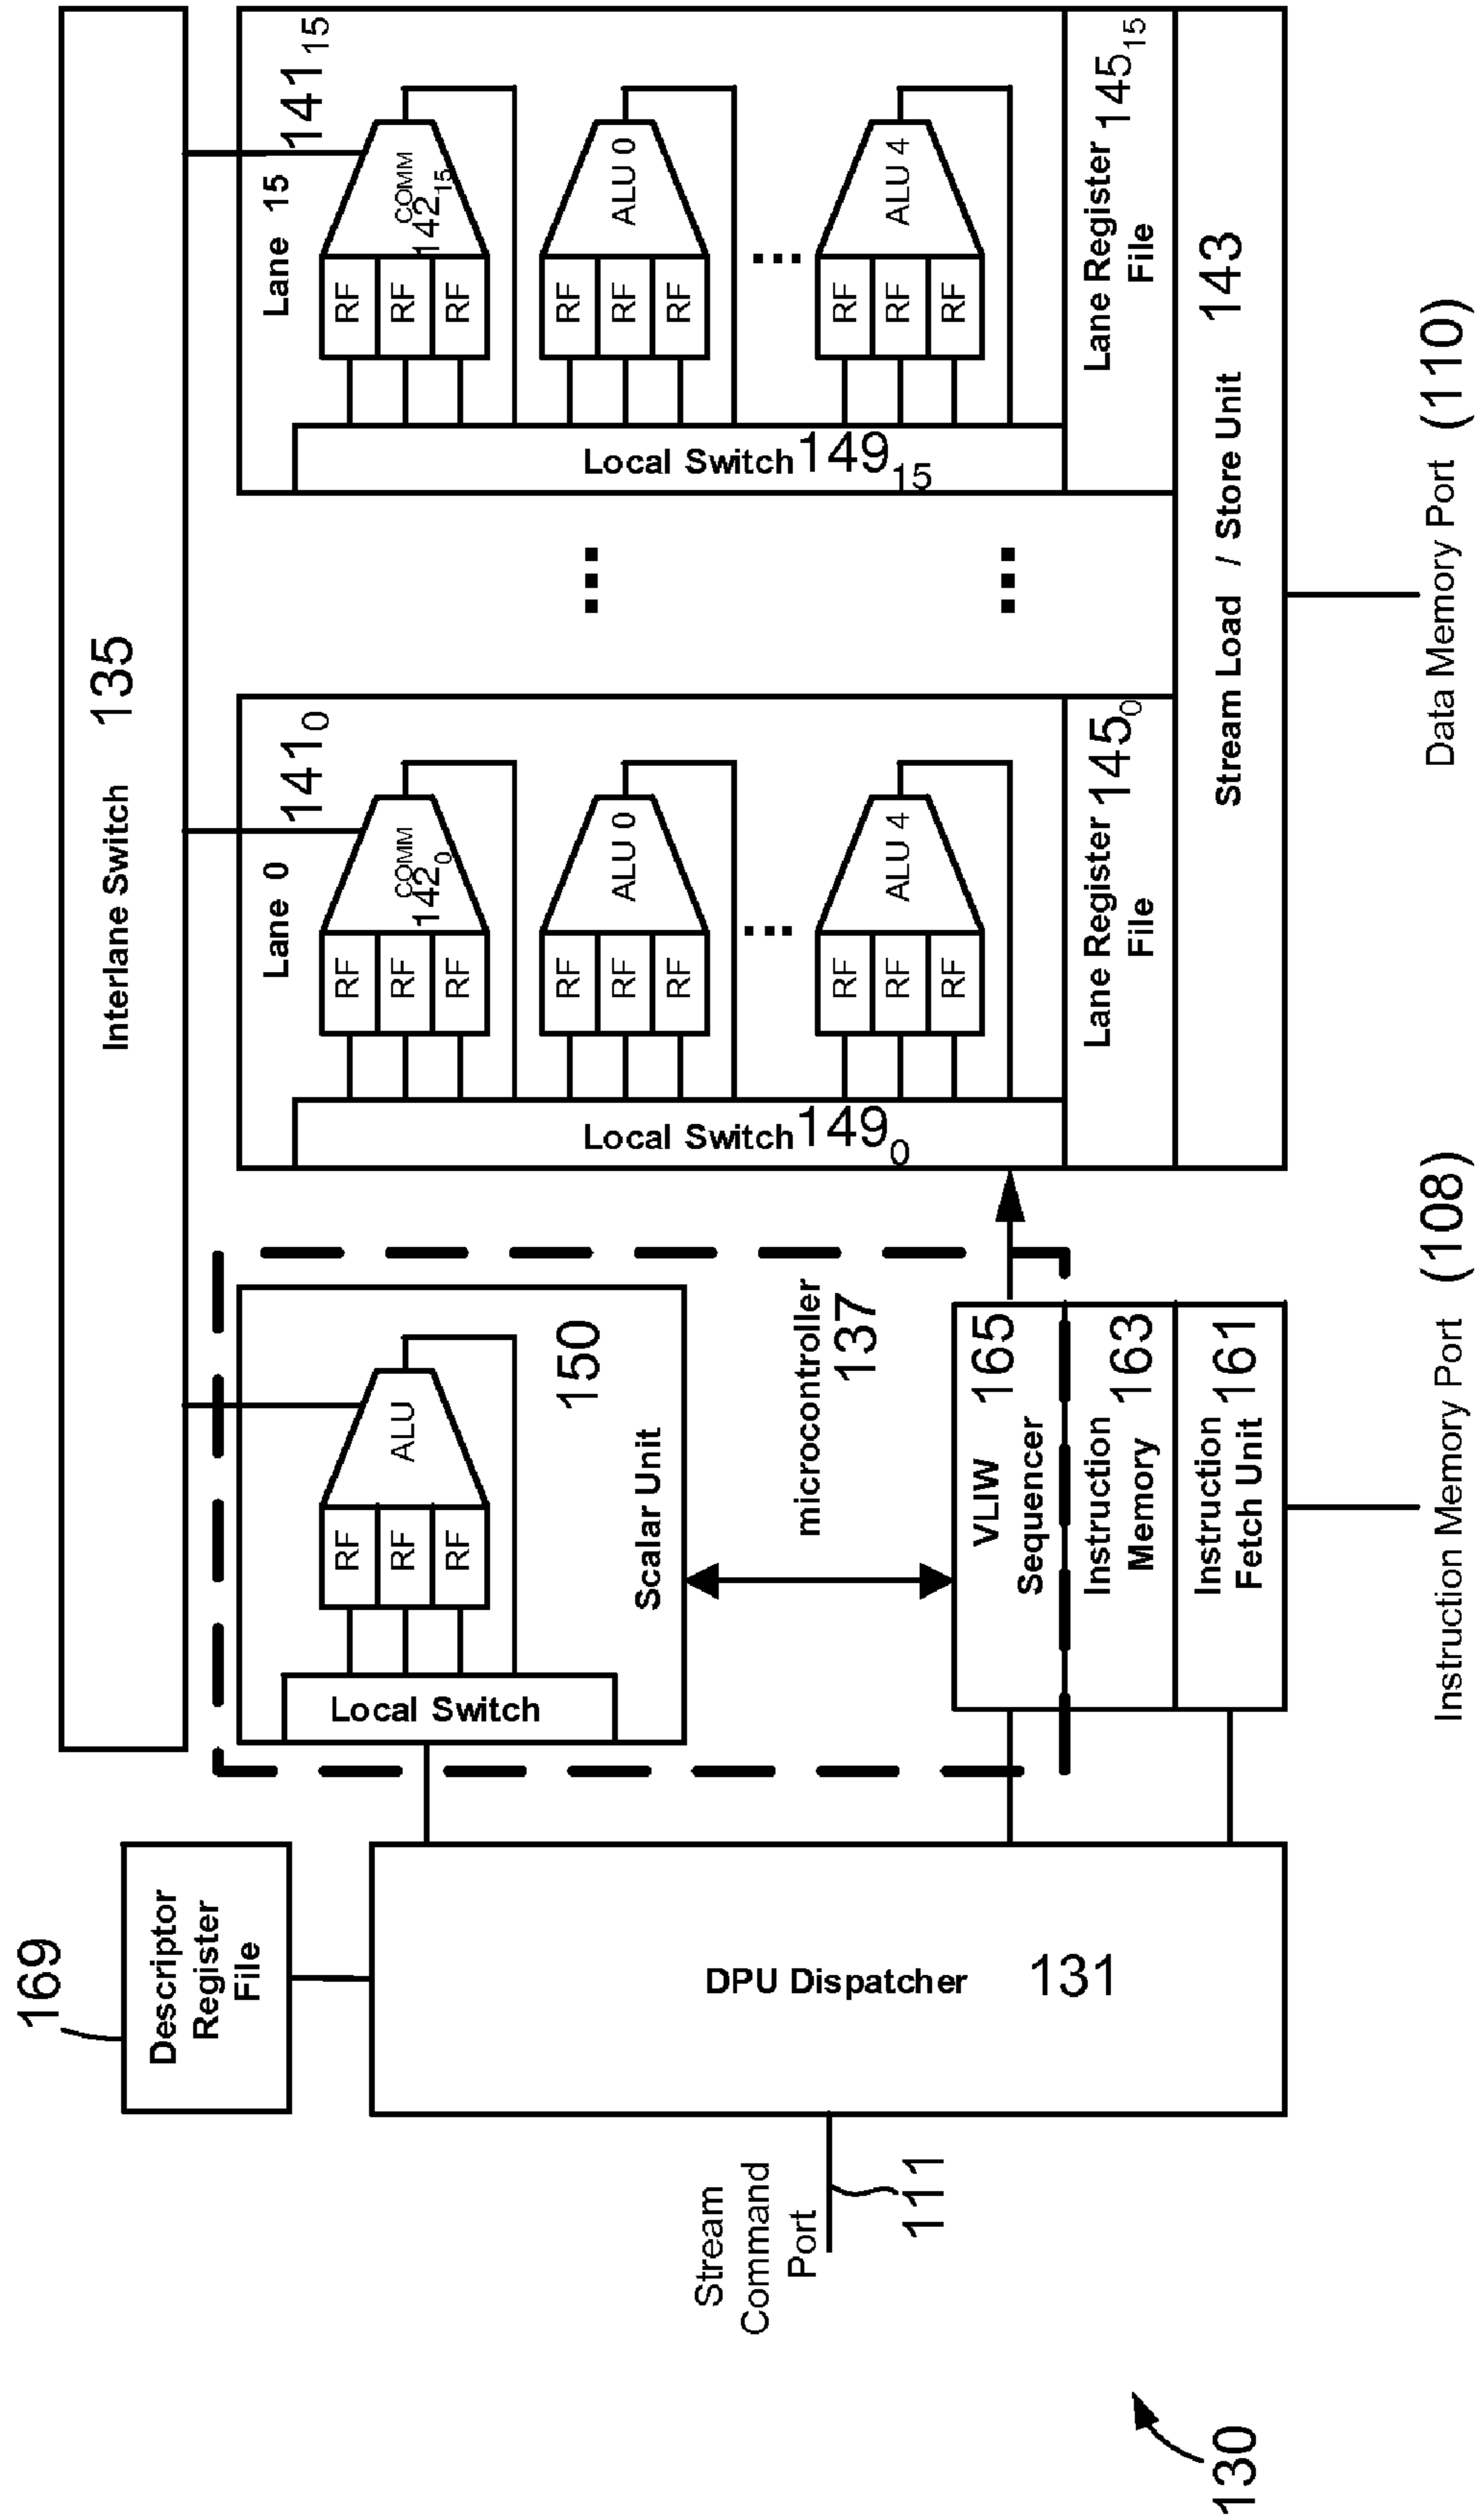 Interlane Switch 135
169
Descriptor
Register
File
Stream
Command
Port
111
DPU Dispatcher 131
Local Switch
RF
RF
RF
ALU
Scalar Unit
150
microcontroller
137
VLIW
Sequencer
165
Instruction
Memory
163
Instruction
Fetch Unit
161
Instruction Memory Port (108)
Lane 0
141₀
RF
RF
RF
COMM
142₀
RF
RF
RF
ALU 0
...
RF
RF
RF
ALU 4
Local Switch 149₀
Lane Register
File
145₀
...
...
Lane 15
141₁₅
RF
RF
RF
COMM
142₁₅
RF
RF
RF
ALU 0
...
RF
RF
RF
ALU 4
Local Switch 149₁₅
Lane Register
File
145₁₅
Stream Load / Store Unit 143
Data Memory Port (110)
130